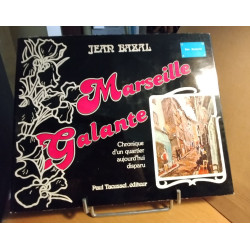 JEAN BAZAL
Marseille
Galante
Chronique
d'un quartier
aujourd'hui
disparu
Paul Tacussel, éditeur